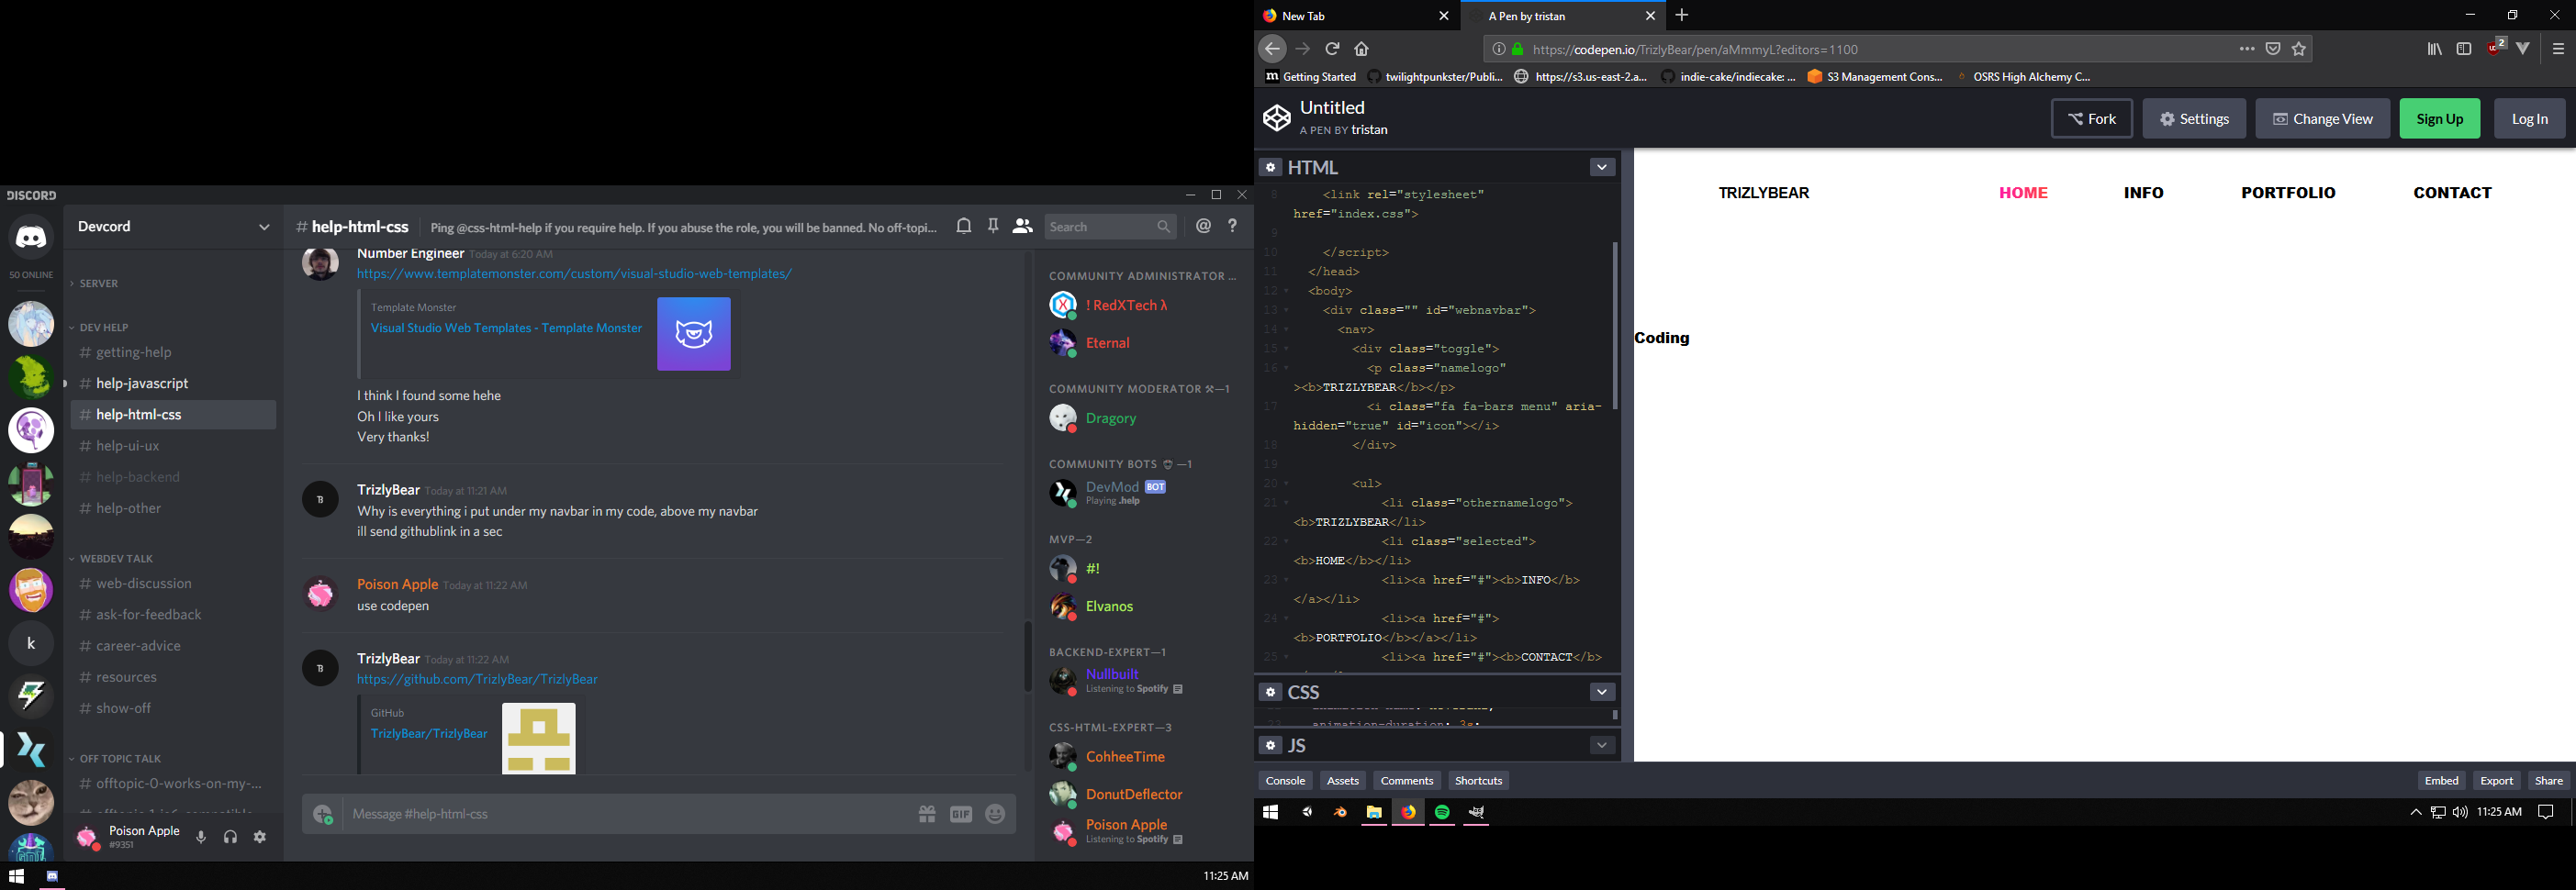 DISCORD
50 ONLINE
k
Devcord
SERVER
DEV HELP
# getting-help
# help-javascript
# help-html-css
# help-ui-ux
# help-backend
# help-other
WEBDEV TALK
# web-discussion
# ask-for-feedback
# career-advice
# resources
# show-off
OFF TOPIC TALK
# offtopic-0-works-on-my-...
Poison Apple
#9351
# help-html-css
Ping @css-html-help if you require help. If you abuse the role, you will be banned. No off-topi...
Search
Number Engineer Today at 6:20 AM
https://www.templatemonster.com/custom/visual-studio-web-templates/
Template Monster
Visual Studio Web Templates - Template Monster
I think I found some hehe
Oh I like yours
Very thanks!
TrizlyBear Today at 11:21 AM
Why is everything i put under my navbar in my code, above my navbar
ill send githublink in a sec
Poison Apple Today at 11:22 AM
use codepen
TrizlyBear Today at 11:22 AM
https://github.com/TrizlyBear/TrizlyBear
GitHub
TrizlyBear/TrizlyBear
Message #help-html-css
GIF
COMMUNITY ADMINISTRATOR ...
! RedXTech λ
Eternal
COMMUNITY MODERATOR ⚒—1
Dragory
COMMUNITY BOTS —1
DevMod BOT
Playing .help
MVP—2
#!
Elvanos
BACKEND-EXPERT—1
Nullbuilt
Listening to Spotify
CSS-HTML-EXPERT—3
CohheeTime
DonutDeflector
Poison Apple
Listening to Spotify
11:25 AM
New Tab
A Pen by tristan
https://codepen.io/TrizlyBear/pen/aMmmyL?editors=1100
2
Getting Started
twilightpunkster/Publi...
https://s3.us-east-2.a...
indie-cake/indiecake: ...
S3 Management Cons...
OSRS High Alchemy C...
Untitled
A PEN BY tristan
Fork
Settings
Change View
Sign Up
Log In
HTML
8 <link rel="stylesheet"
href="index.css">
9
10 </script>
11 </head>
12 <body>
13 <div class="" id="webnavbar">
14 <nav>
15 <div class="toggle">
16 <p class="namelogo"
><b>TRIZLYBEAR</b></p>
17 <i class="fa fa-bars menu" aria-
hidden="true" id="icon"></i>
18 </div>
19
20 <ul>
21 <li class="othernamelogo">
<b>TRIZLYBEAR</li>
22 <li class="selected">
<b>HOME</b></li>
23 <li><a href="#"><b>INFO</b>
</a></li>
24 <li><a href="#">
<b>PORTFOLIO</b></a></li>
25 <li><a href="#"><b>CONTACT</b>
CSS
23 animation-duration: 3s;
JS
TRIZLYBEAR
HOME
INFO
PORTFOLIO
CONTACT
Coding
Console
Assets
Comments
Shortcuts
Embed
Export
Share
11:25 AM